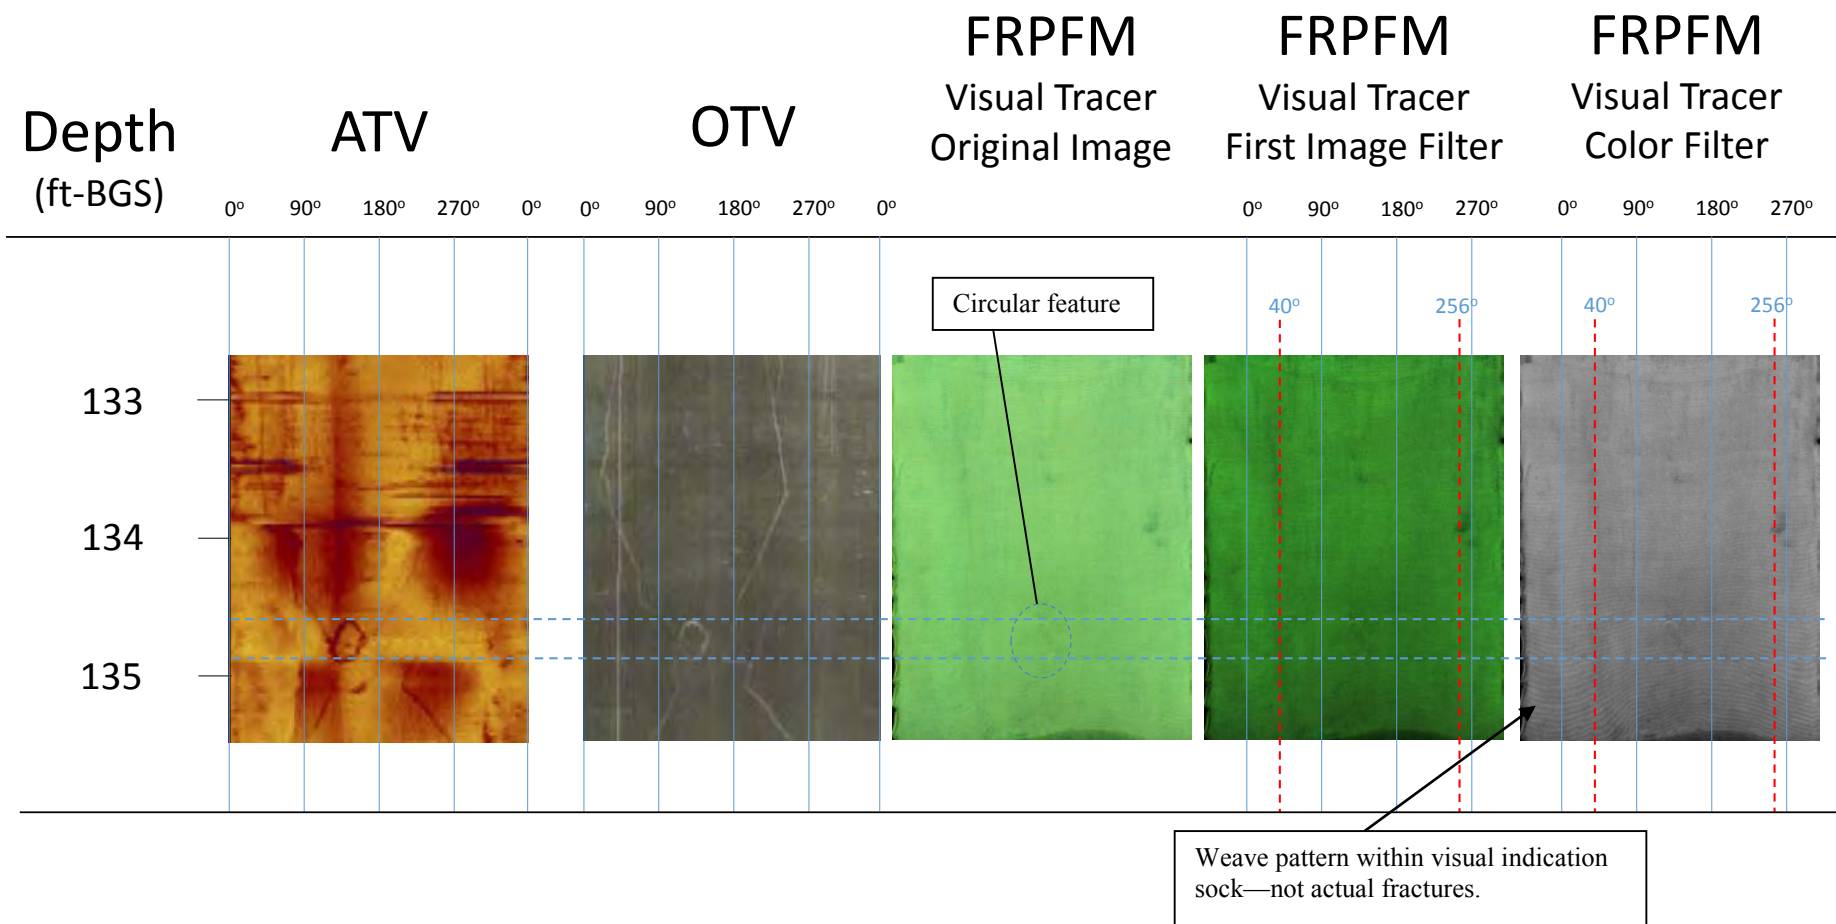 FRPFM FRPFM FRPFM
Visual Tracer Visual Tracer Visual Tracer
Depth ATV OTV Original Image First Image Filter Color Filter
(ft-BGS)
0º 90º 180º 270º 0º 0º 90º 180º 270º 0º 0º 90º 180º 270º 0º 90º 180º 270º
Circular feature
40º 256º 40º 256º
133
134
135
Weave pattern within visual indication
sock—not actual fractures.